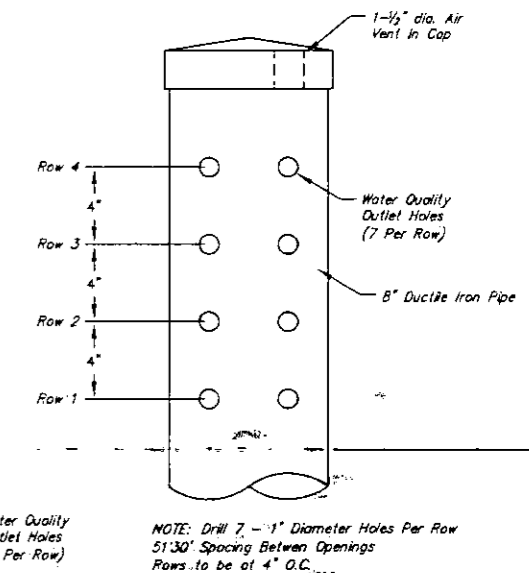 1-1/2" dia. Air
Vent in Cap
Row 4
4"
Water Quality
Outlet Holes
(7 Per Row)
Row 3
4"
8" Ductile Iron Pipe
Row 2
4"
Row 1
ter Quality
tlet Holes
Per Row)
NOTE: Drill 7 - 1" Diameter Holes Per Row
51°30' Spacing Betwen Openings
Rows to be at 4" O.C.